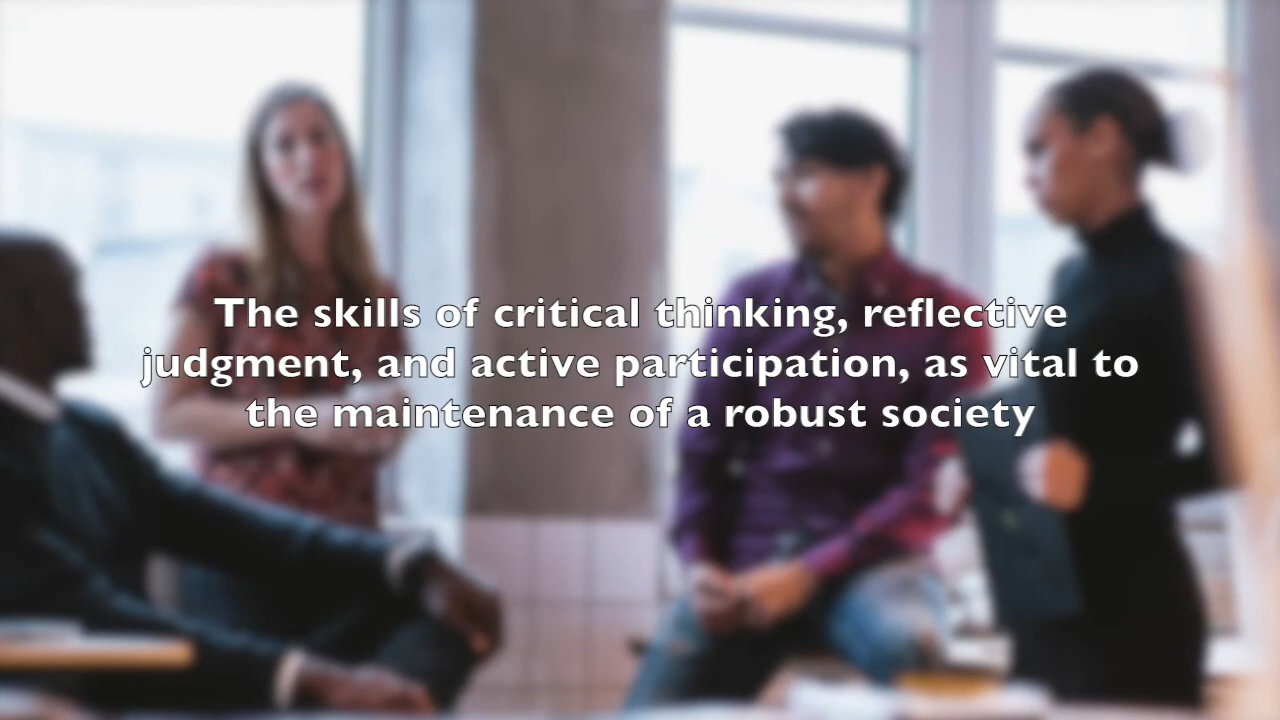 The skills of critical thinking, reflective
judgment, and active participation, as vital to
the maintenance of a robust society